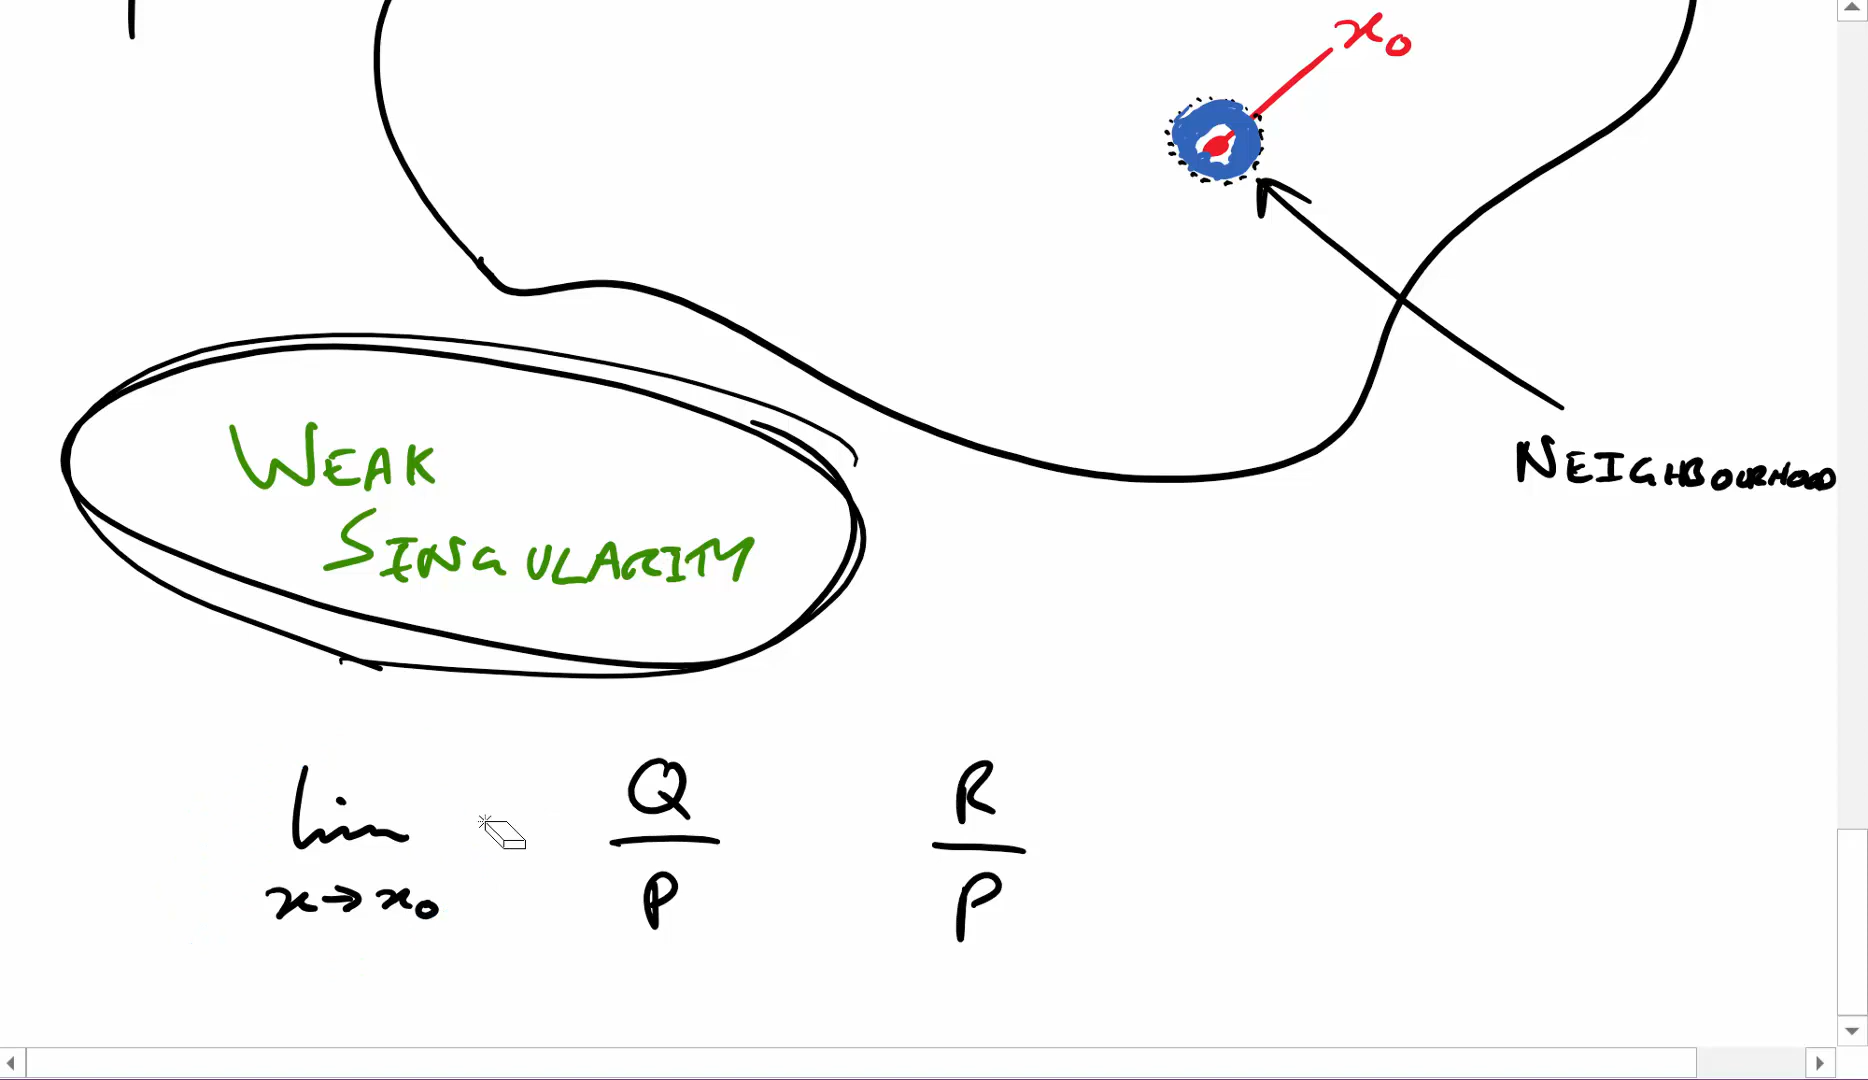 x₀
NEIGHBOURHOOD
WEAK
SINGULARITY
lim Q/P R/P
x→x₀